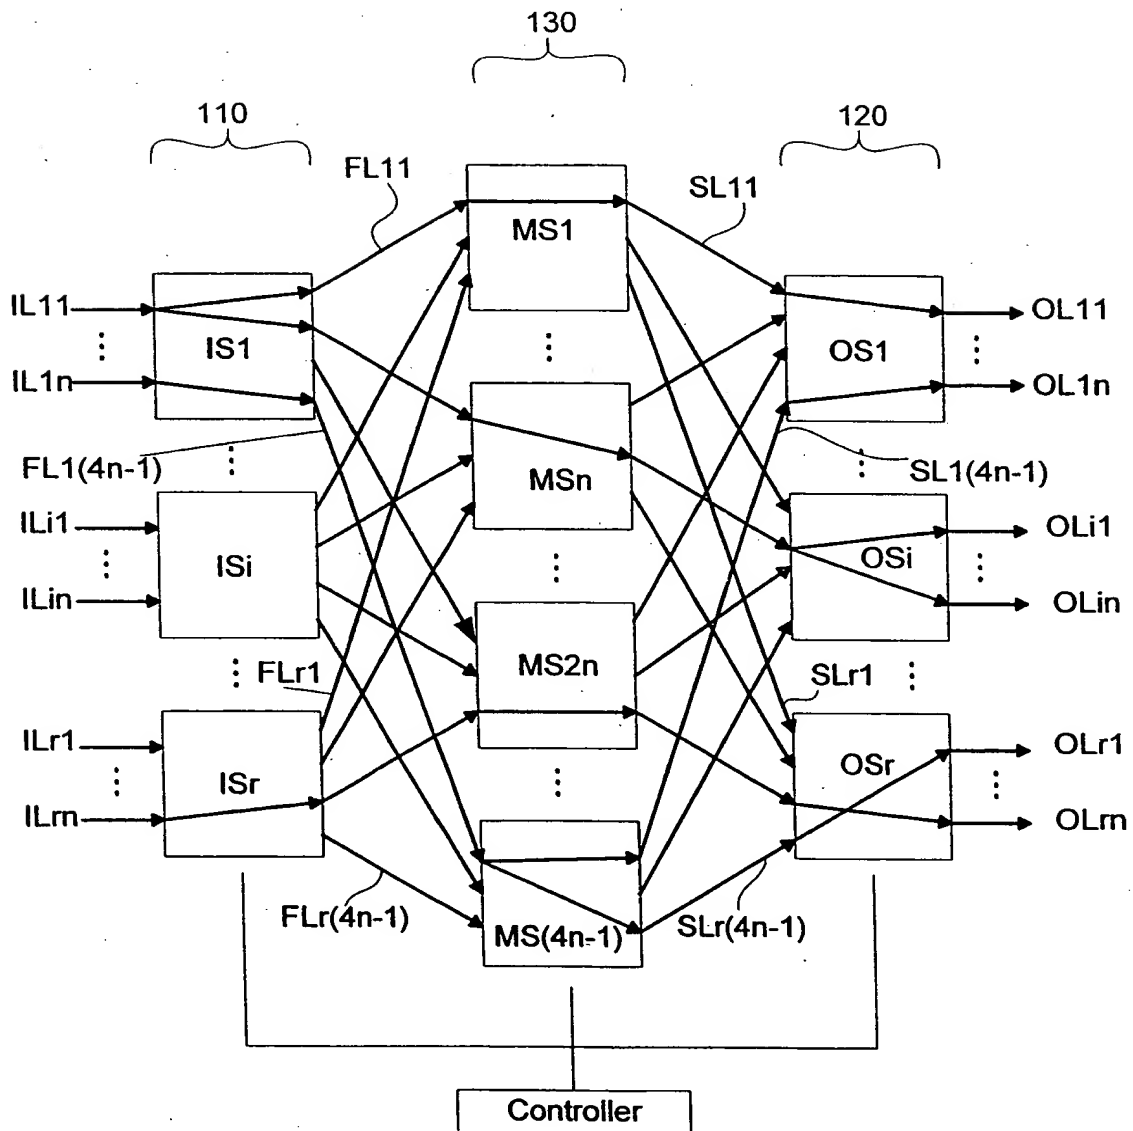 130
110
120
FL11
SL11
MS1
IL11
IS1
OS1
OL11
IL1n
OL1n
FL1(4n-1)
MSn
SL1(4n-1)
ILi1
ISi
OSi
OLi1
ILin
OLin
FLr1
MS2n
SLr1
ILr1
ISr
OSr
OLr1
ILrn
OLrn
FLr(4n-1)
MS(4n-1)
SLr(4n-1)
Controller